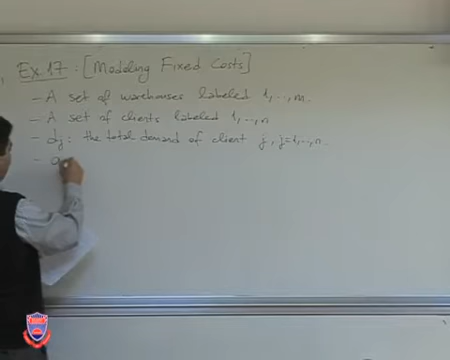 Ex.17 : [Modeling Fixed Costs]
- A set of warehouses labeled 1, ..., m.
- A set of clients labeled 1, ..., n
- dj : the total demand of client j, j=1, ..., n.
-